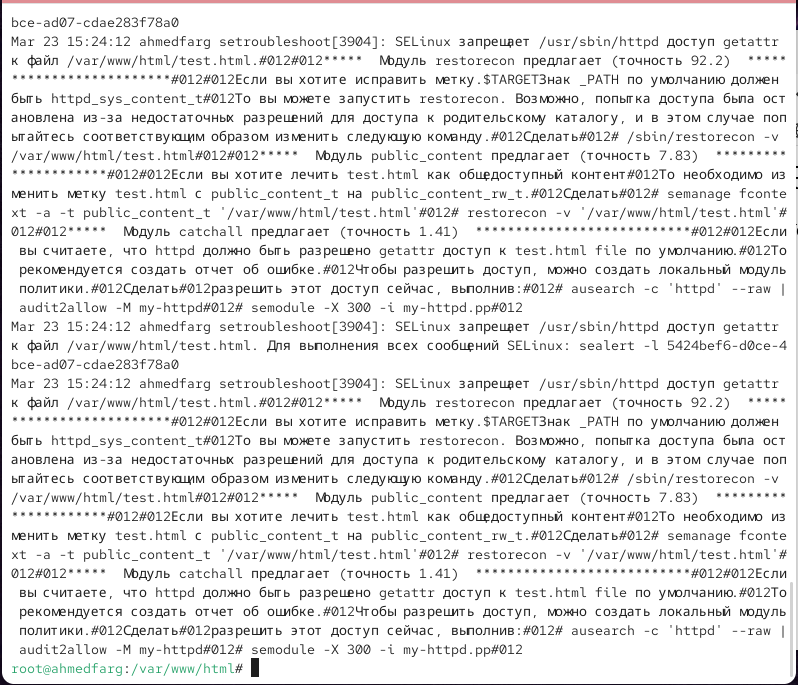 bce-ad07-cdae283f78a0
Mar 23 15:24:12 ahmedfarg setroubleshoot[3904]: SELinux запрещает /usr/sbin/httpd доступ getattr
к файл /var/www/html/test.html.#012#012*****  Модуль restorecon предлагает (точность 92.2)  *****
********************#012#012Если вы хотите исправить метку.$TARGETЗнак _PATH по умолчанию должен
быть httpd_sys_content_t#012То вы можете запустить restorecon. Возможно, попытка доступа была ост
ановлена из-за недостаточных разрешений для доступа к родительскому каталогу, и в этом случае поп
ытайтесь соответствующим образом изменить следующую команду.#012Сделать#012# /sbin/restorecon -v
/var/www/html/test.html#012#012*****  Модуль public_content предлагает (точность 7.83)  *********
************#012#012Если вы хотите лечить test.html как общедоступный контент#012То необходимо из
менить метку test.html с public_content_t на public_content_rw_t.#012Сделать#012# semanage fconte
xt -a -t public_content_t '/var/www/html/test.html'#012# restorecon -v '/var/www/html/test.html'#
012#012*****  Модуль catchall предлагает (точность 1.41)  ***************************#012#012Если
 вы считаете, что httpd должно быть разрешено getattr доступ к test.html file по умолчанию.#012То
 рекомендуется создать отчет об ошибке.#012Чтобы разрешить доступ, можно создать локальный модуль
 политики.#012Сделать#012разрешить этот доступ сейчас, выполнив:#012# ausearch -c 'httpd' --raw |
 audit2allow -M my-httpd#012# semodule -X 300 -i my-httpd.pp#012
Mar 23 15:24:12 ahmedfarg setroubleshoot[3904]: SELinux запрещает /usr/sbin/httpd доступ getattr
к файл /var/www/html/test.html. Для выполнения всех сообщений SELinux: sealert -l 5424bef6-d0ce-4
bce-ad07-cdae283f78a0
Mar 23 15:24:12 ahmedfarg setroubleshoot[3904]: SELinux запрещает /usr/sbin/httpd доступ getattr
к файл /var/www/html/test.html.#012#012*****  Модуль restorecon предлагает (точность 92.2)  *****
********************#012#012Если вы хотите исправить метку.$TARGETЗнак _PATH по умолчанию должен
быть httpd_sys_content_t#012То вы можете запустить restorecon. Возможно, попытка доступа была ост
ановлена из-за недостаточных разрешений для доступа к родительскому каталогу, и в этом случае поп
ытайтесь соответствующим образом изменить следующую команду.#012Сделать#012# /sbin/restorecon -v
/var/www/html/test.html#012#012*****  Модуль public_content предлагает (точность 7.83)  *********
************#012#012Если вы хотите лечить test.html как общедоступный контент#012То необходимо из
менить метку test.html с public_content_t на public_content_rw_t.#012Сделать#012# semanage fconte
xt -a -t public_content_t '/var/www/html/test.html'#012# restorecon -v '/var/www/html/test.html'#
012#012*****  Модуль catchall предлагает (точность 1.41)  ***************************#012#012Если
 вы считаете, что httpd должно быть разрешено getattr доступ к test.html file по умолчанию.#012То
 рекомендуется создать отчет об ошибке.#012Чтобы разрешить доступ, можно создать локальный модуль
 политики.#012Сделать#012разрешить этот доступ сейчас, выполнив:#012# ausearch -c 'httpd' --raw |
 audit2allow -M my-httpd#012# semodule -X 300 -i my-httpd.pp#012
root@ahmedfarg:/var/www/html#